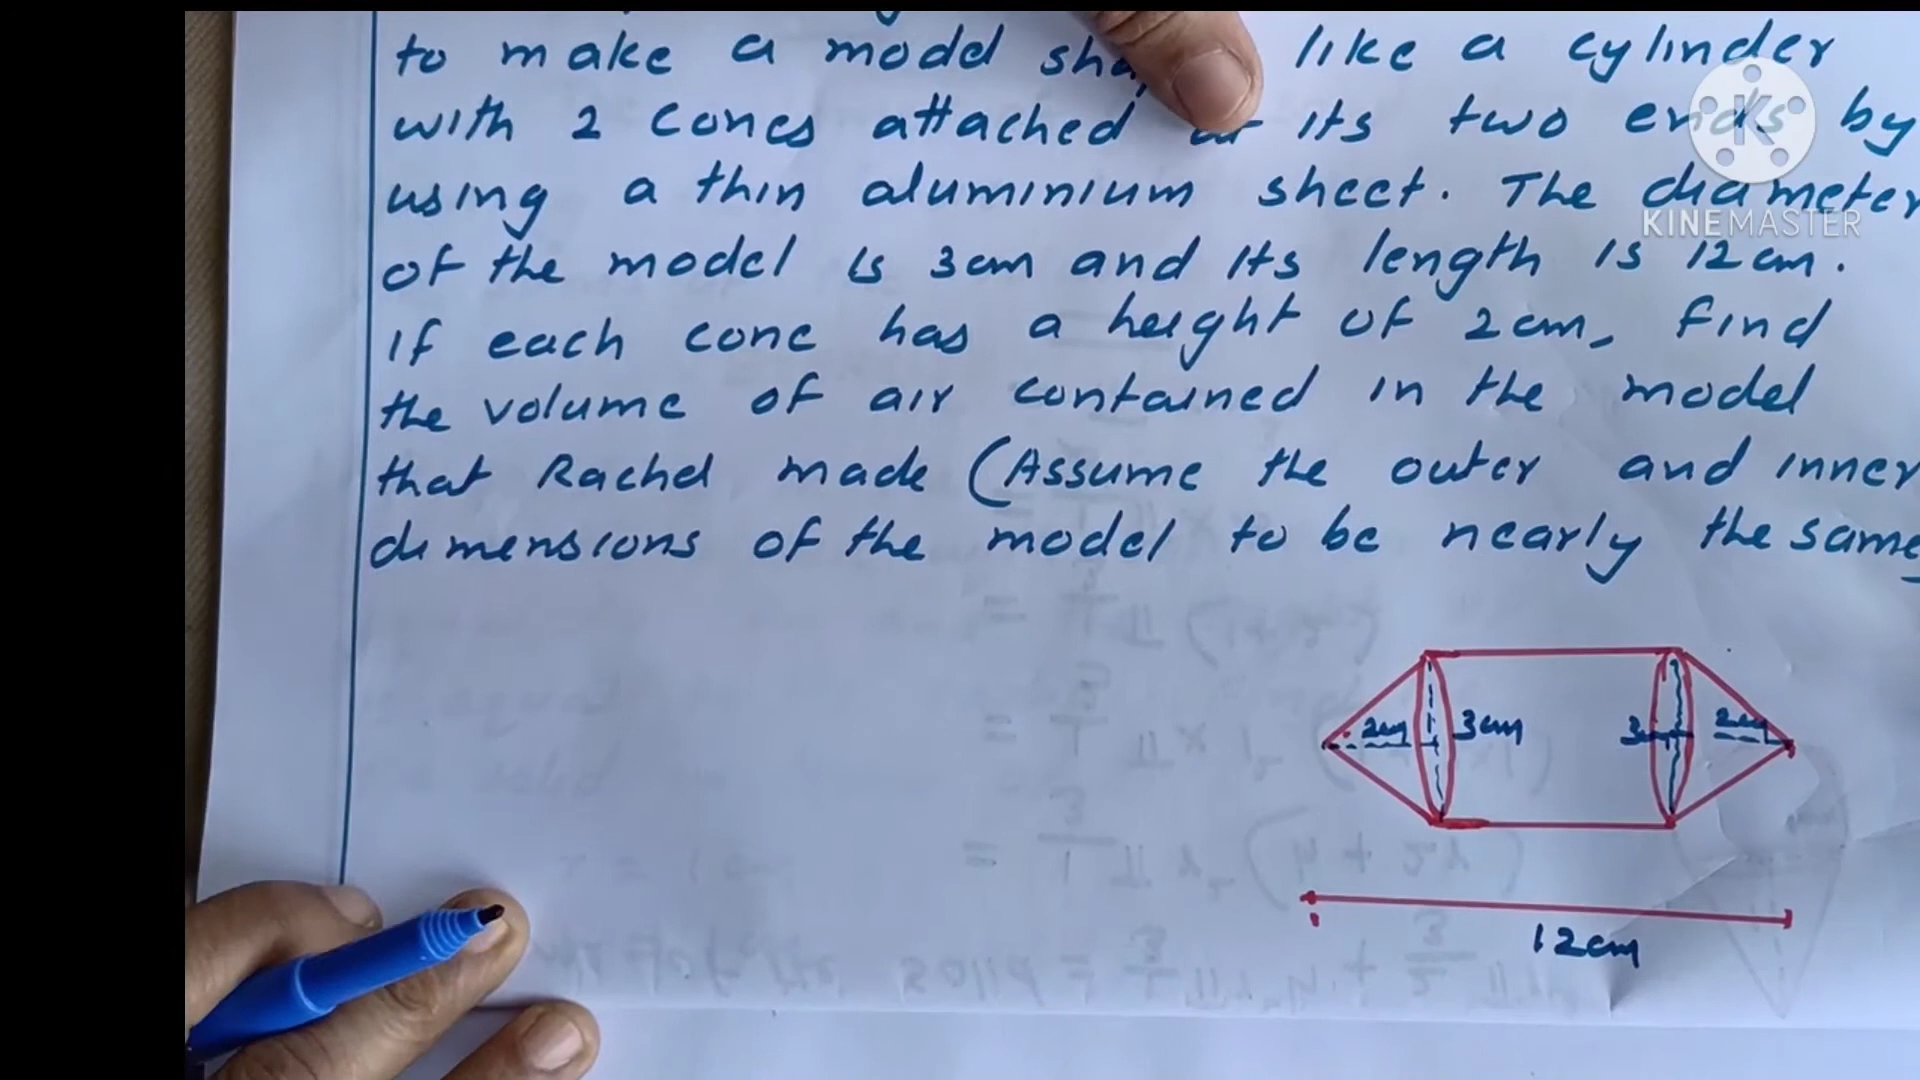 to make a model like a cylinder
with 2 cones attached at its two ends by
using a thin aluminium sheet. The diameter
of the model is 3cm and its length is 12cm.
If each cone has a height of 2cm, find
the volume of air contained in the model
that Rachel made (Assume the outer and inner
dimensions of the model to be nearly the same
KINEMASTER
2cm 3cm 3cm 2cm
12cm